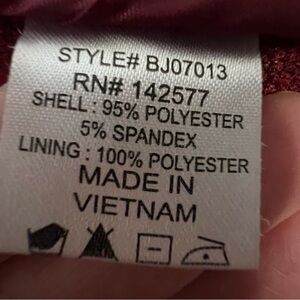 STYLE# BJ07013
RN# 142577
SHELL : 95% POLYESTER
5% SPANDEX
LINING : 100% POLYESTER
MADE IN
VIETNAM